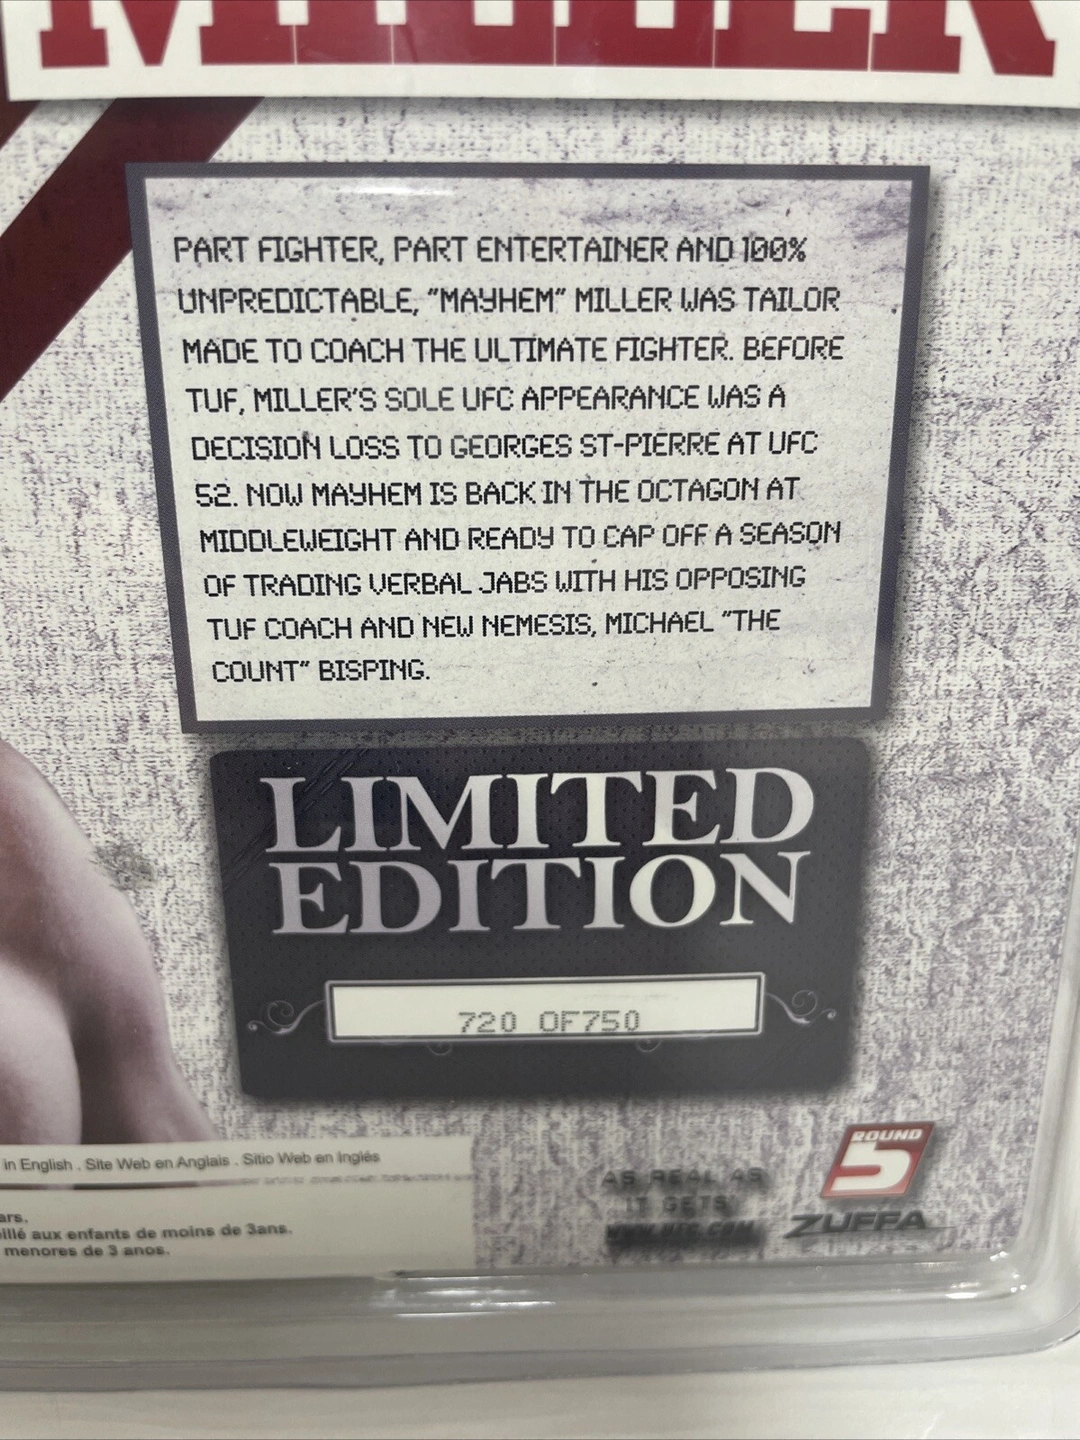 MILLER
PART FIGHTER, PART ENTERTAINER AND 100%
UNPREDICTABLE, "MAYHEM" MILLER WAS TAILOR
MADE TO COACH THE ULTIMATE FIGHTER. BEFORE
TUF, MILLER'S SOLE UFC APPEARANCE WAS A
DECISION LOSS TO GEORGES ST-PIERRE AT UFC
52. NOW MAYHEM IS BACK IN THE OCTAGON AT
MIDDLEWEIGHT AND READY TO CAP OFF A SEASON
OF TRADING VERBAL JABS WITH HIS OPPOSING
TUF COACH AND NEW NEMESIS, MICHAEL "THE
COUNT" BISPING.
LIMITED
EDITION
720 OF750
in English . Site Web en Anglais . Sitio Web en Inglés
ars.
illé aux enfants de moins de 3ans.
menores de 3 anos.
AS REAL AS
IT GETS
WWW.UFC.COM
ROUND
5
ZUFFA